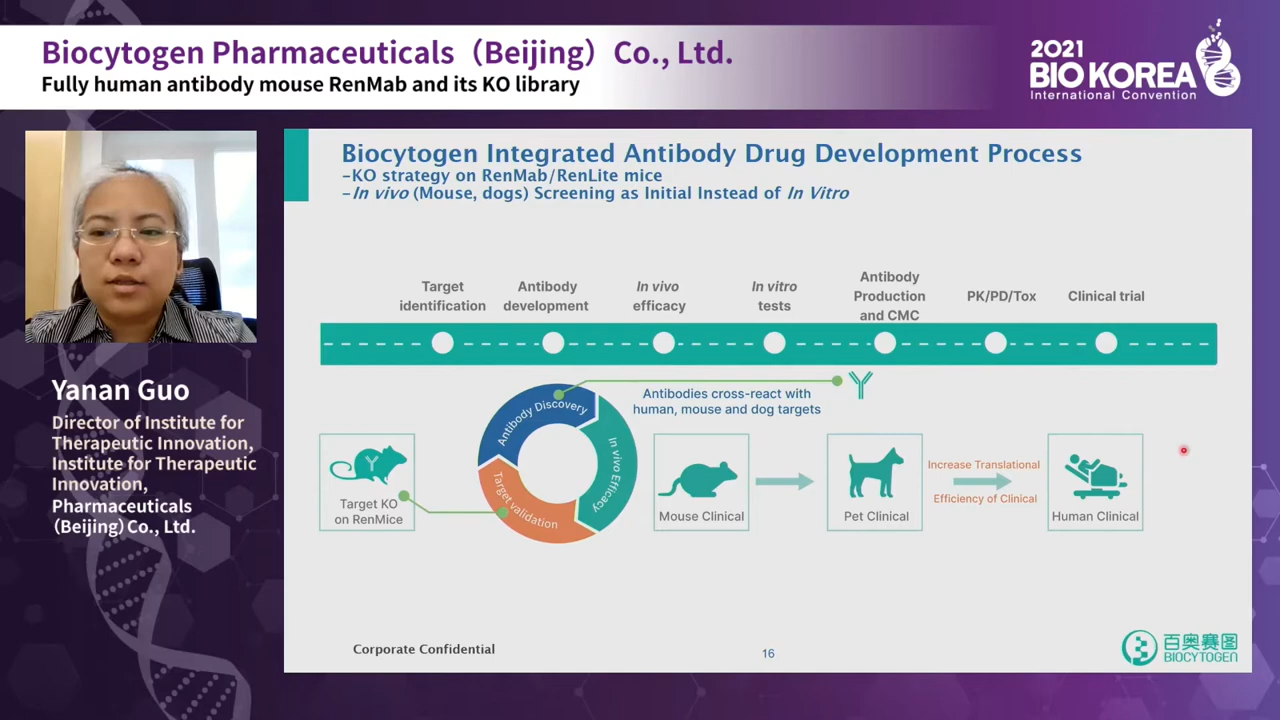 Biocytogen Pharmaceuticals（Beijing）Co., Ltd.
Fully human antibody mouse RenMab and its KO library
2021
BIO KOREA
International Convention
Yanan Guo
Director of Institute for
Therapeutic Innovation,
Institute for Therapeutic
Innovation,
Pharmaceuticals
（Beijing）Co., Ltd.
Biocytogen Integrated Antibody Drug Development Process
-KO strategy on RenMab/RenLite mice
-In vivo (Mouse, dogs) Screening as Initial Instead of In Vitro
Target
identification
Antibody
development
In vivo
efficacy
In vitro
tests
Antibody
Production
and CMC
PK/PD/Tox
Clinical trial
Antibody Discovery
In vivo Efficacy
Target validation
Antibodies cross-react with
human, mouse and dog targets
Target KO
on RenMice
Mouse Clinical
Pet Clinical
Increase Translational
Efficiency of Clinical
Human Clinical
Corporate Confidential
16
百奥赛图
BIOCYTOGEN